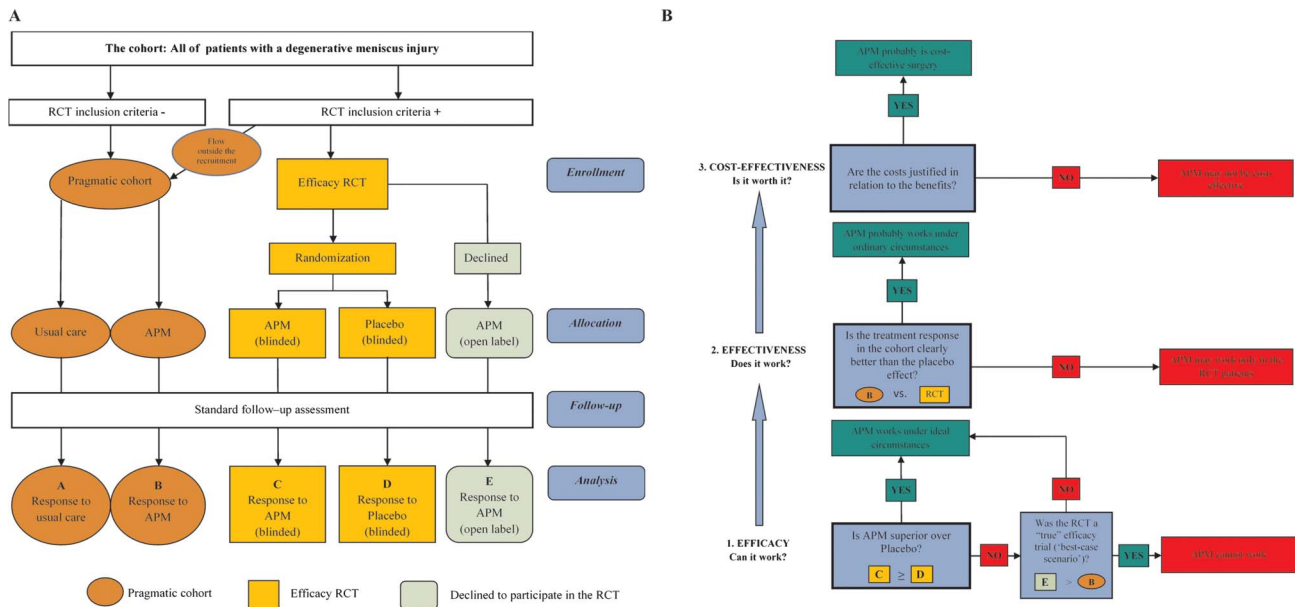 A
The cohort: All of patients with a degenerative meniscus injury
RCT inclusion criteria -
RCT inclusion criteria +
Flow
outside the
recruitment
Pragmatic cohort
Efficacy RCT
Enrollment
Randomization
Declined
Usual care
APM
APM
(blinded)
Placebo
(blinded)
APM
(open label)
Allocation
Standard follow–up assessment
Follow-up
A
Response to
usual care
B
Response to
APM
C
Response to
APM
(blinded)
D
Response to
Placebo
(blinded)
E
Response to
APM
(open label)
Analysis
Pragmatic cohort
Efficacy RCT
Declined to participate in the RCT
B
APM probably is cost-
effective surgery
YES
3. COST-EFFECTIVENESS
Is it worth it?
Are the costs justified in
relation to the benefits?
NO
APM may not be cost-
effective
APM probably works under
ordinary circumstances
YES
2. EFFECTIVENESS
Does it work?
Is the treatment response
in the cohort clearly
better than the placebo
effect?
B vs. RCT
NO
APM may work only in the
RCT patients
APM works under ideal
circumstances
YES
NO
1. EFFICACY
Can it work?
Is APM superior over
Placebo?
C ≥ D
NO
Was the RCT a
“true” efficacy
trial (‘best-case
scenario’)?
E > B
YES
APM cannot work